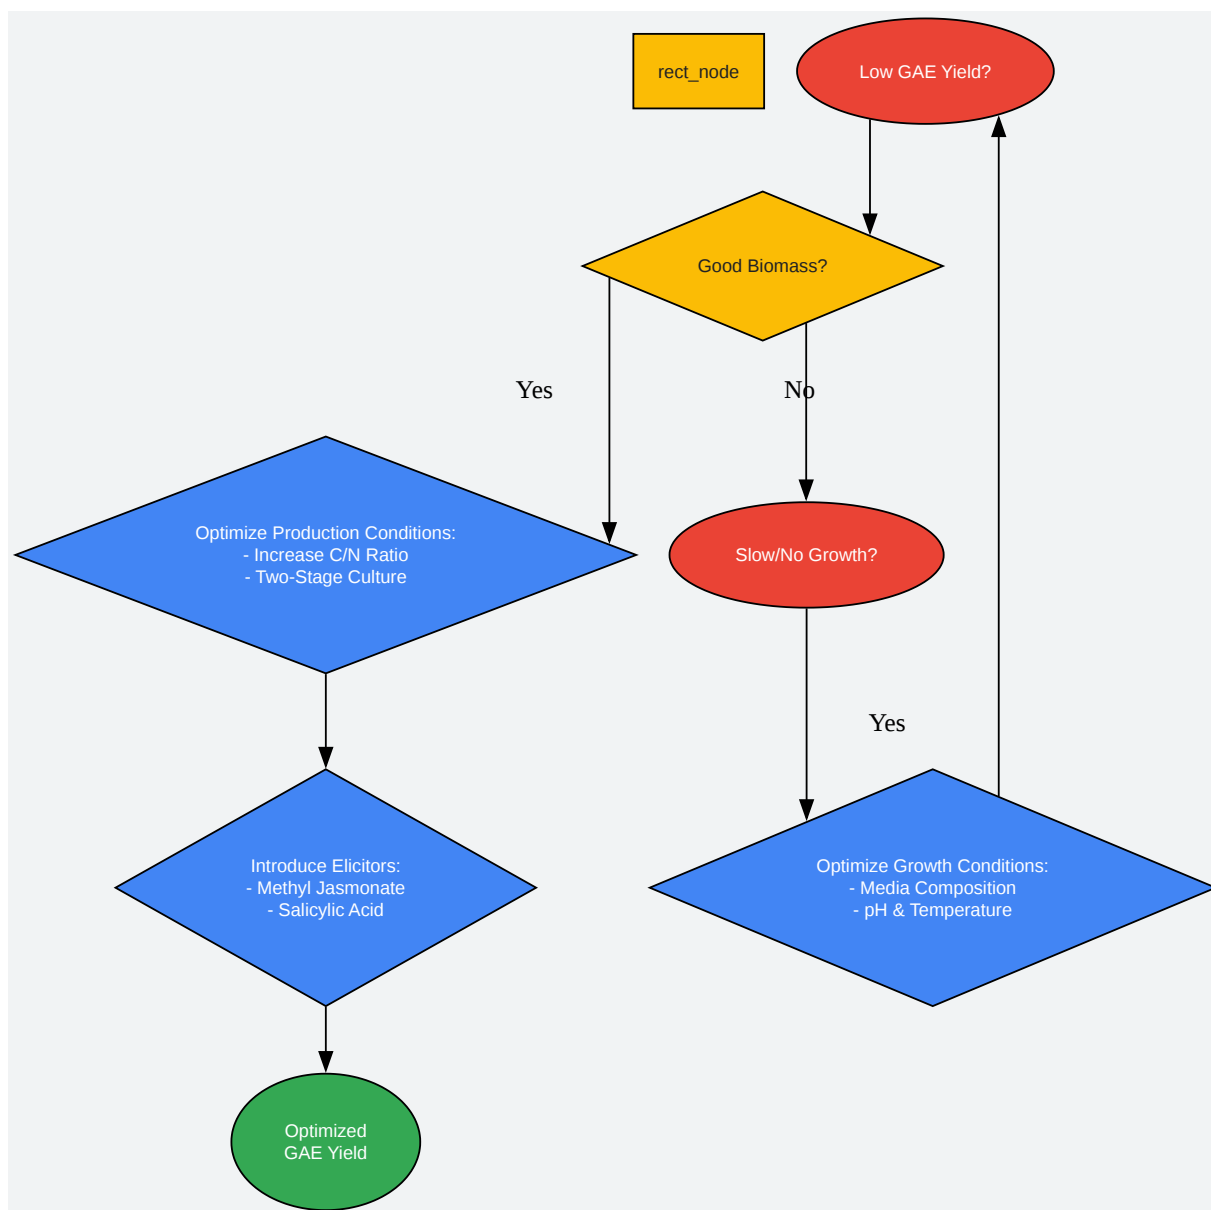 rect_node
Low GAE Yield?
Good Biomass?
Yes
No
Optimize Production Conditions:
- Increase C/N Ratio
- Two-Stage Culture
Slow/No Growth?
Yes
Introduce Elicitors:
- Methyl Jasmonate
- Salicylic Acid
Optimize Growth Conditions:
- Media Composition
- pH & Temperature
Optimized
GAE Yield